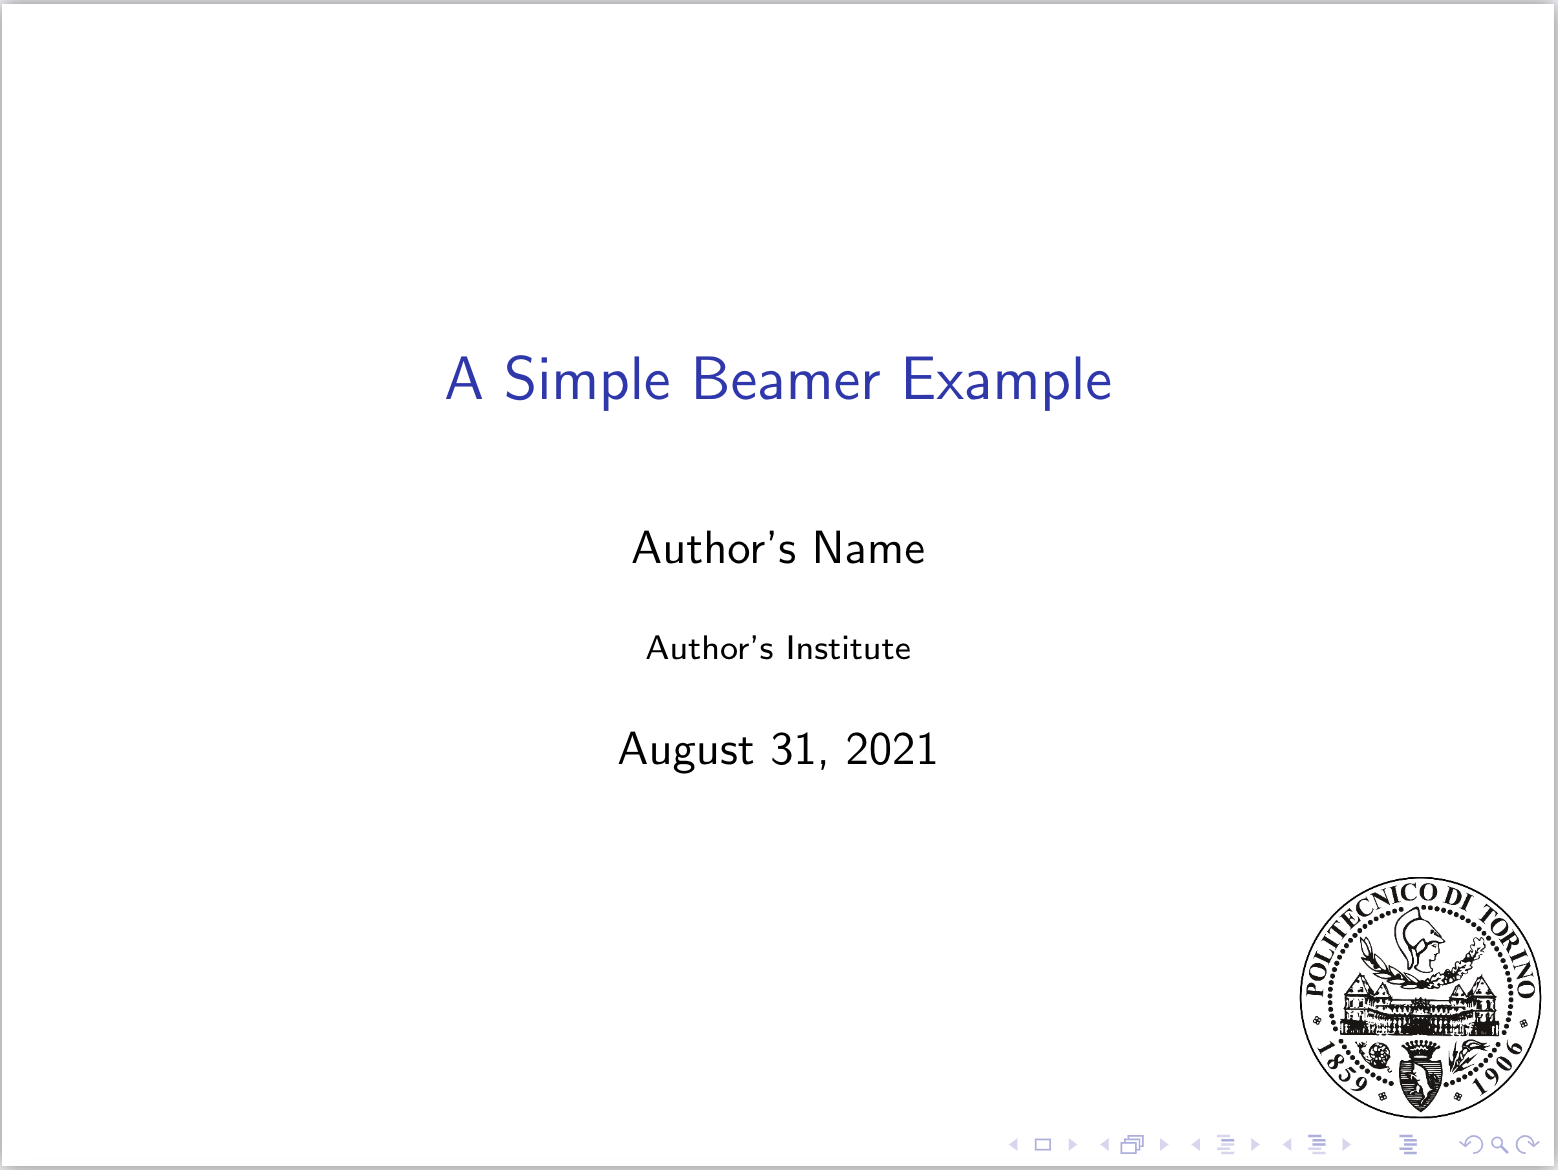 A Simple Beamer Example
Author's Name
Author's Institute
August 31, 2021
POLITECNICO DI TORINO
1859 1906